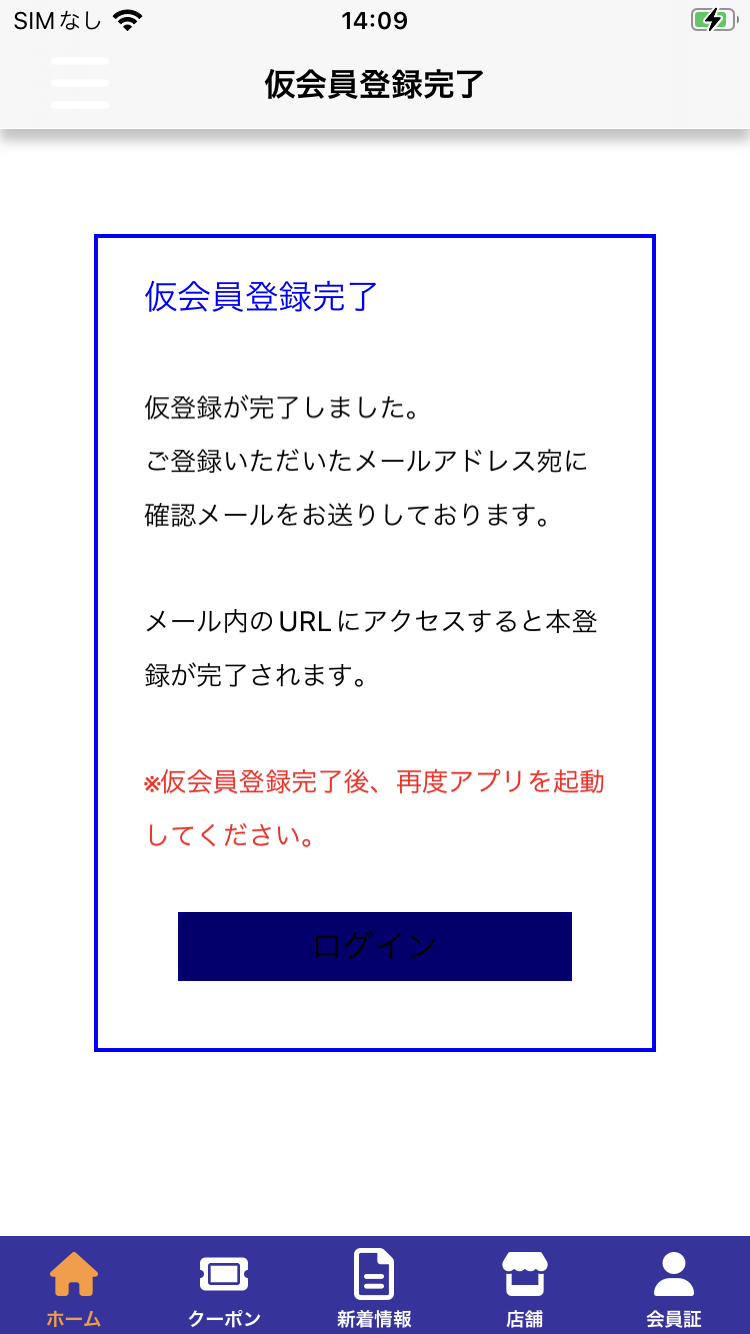 SIMなし 14:09
仮会員登録完了
仮会員登録完了
仮登録が完了しました。
ご登録いただいたメールアドレス宛に
確認メールをお送りしております。
メール内のURLにアクセスすると本登
録が完了されます。
※仮会員登録完了後、再度アプリを起動
してください。
ログイン
ホーム クーポン 新着情報 店舗 会員証